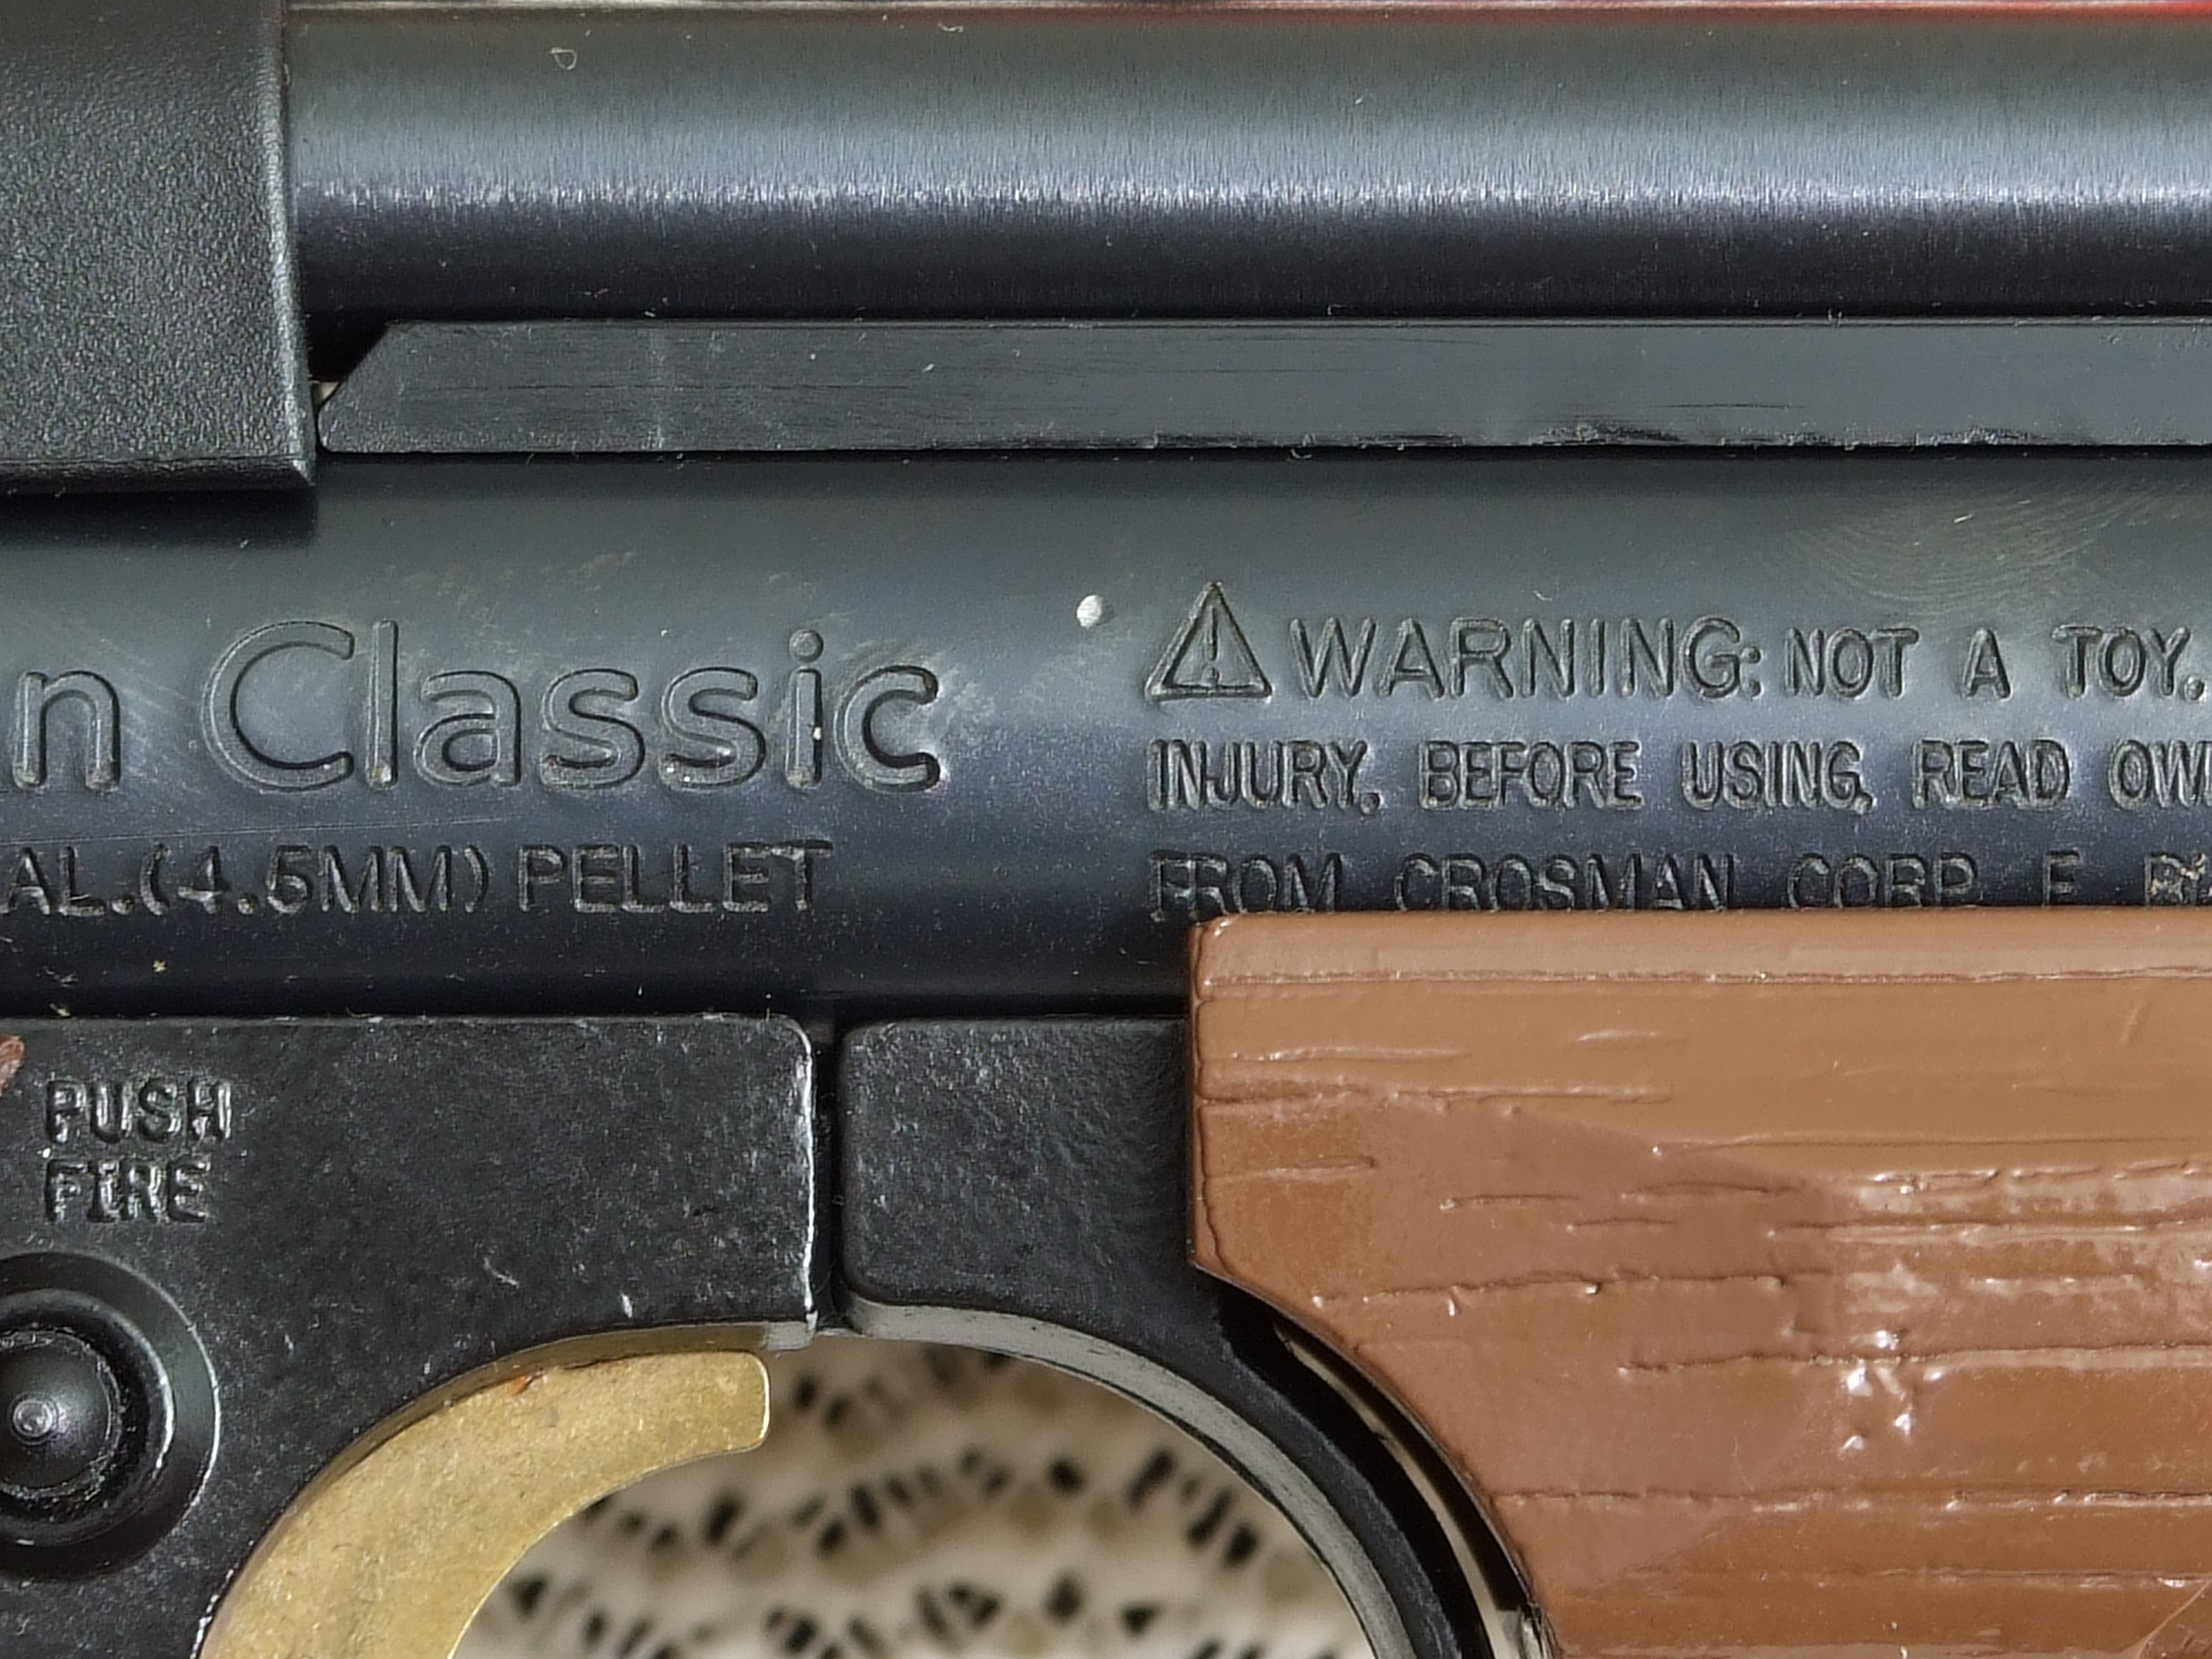 n Classic
AL.(4.5MM) PELLET
⚠ WARNING: NOT A TOY.
INJURY. BEFORE USING, READ OW
FROM CROSMAN CORP. E. B
PUSH
FIRE